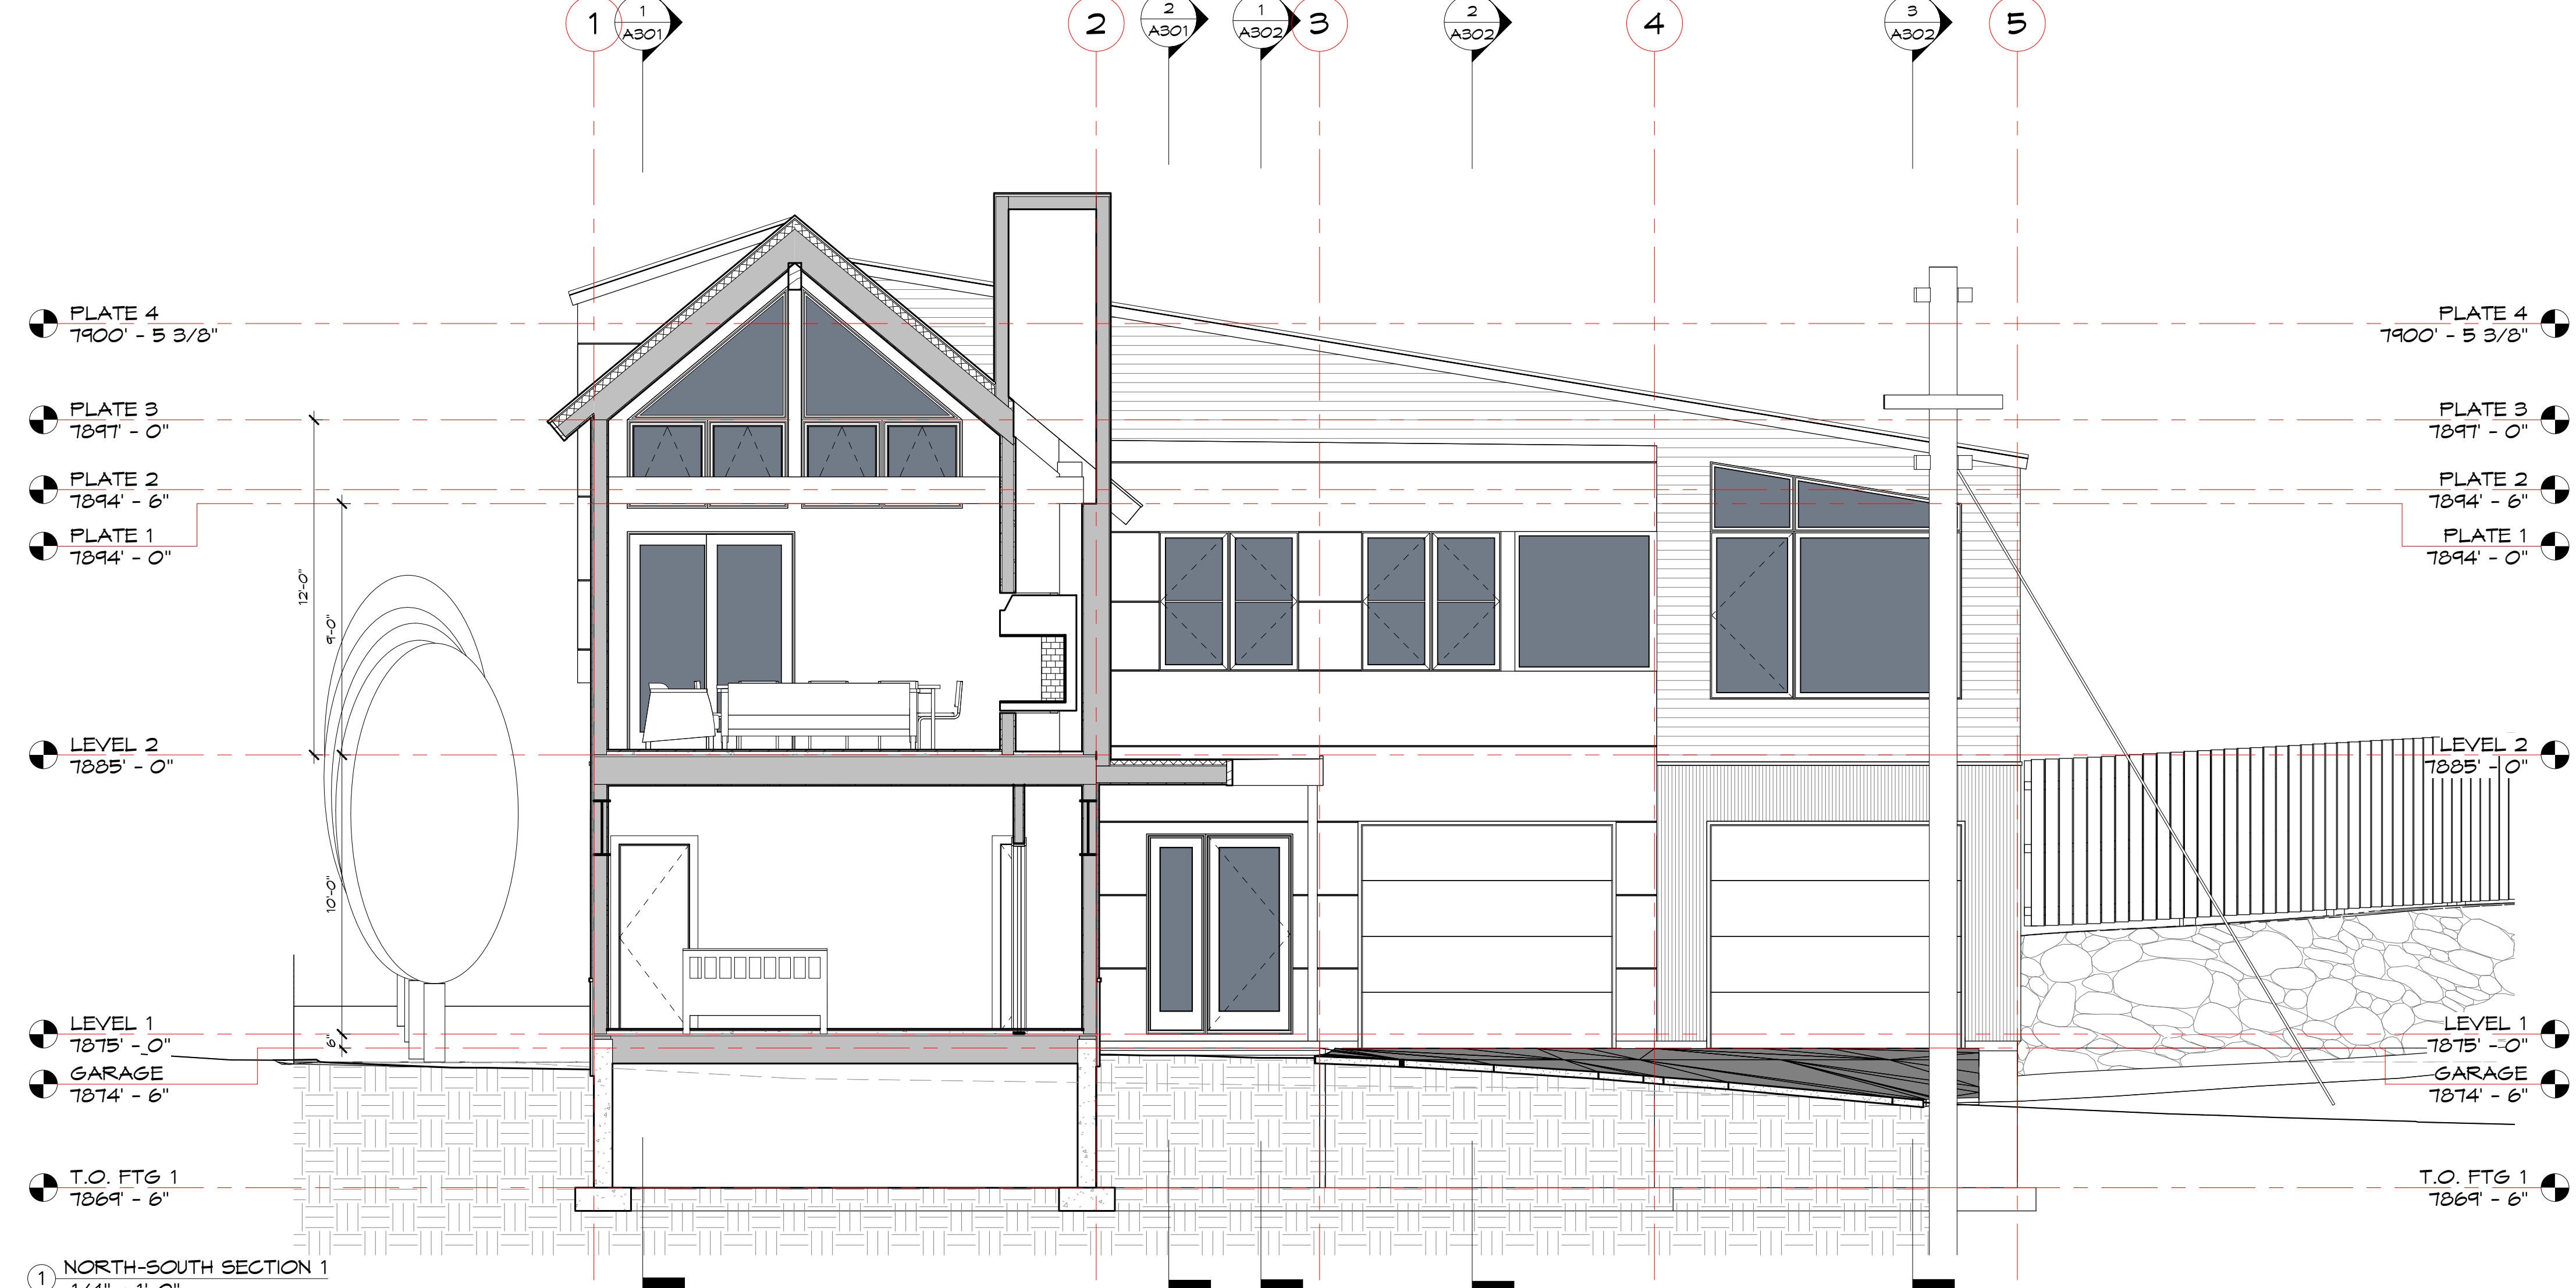 1
1
A301
2
2
A301
1
A302
3
2
A302
4
3
A302
5
PLATE 4
7900' - 5 3/8"
PLATE 3
7897' - 0"
PLATE 2
7894' - 6"
PLATE 1
7894' - 0"
12'-0"
9'-0"
LEVEL 2
7885' - 0"
10'-0"
LEVEL 1
7875' - 0"
6"
GARAGE
7874' - 6"
T.O. FTG 1
7869' - 6"
PLATE 4
7900' - 5 3/8"
PLATE 3
7897' - 0"
PLATE 2
7894' - 6"
PLATE 1
7894' - 0"
LEVEL 2
7885' - 0"
LEVEL 1
7875' - 0"
GARAGE
7874' - 6"
T.O. FTG 1
7869' - 6"
1
NORTH-SOUTH SECTION 1